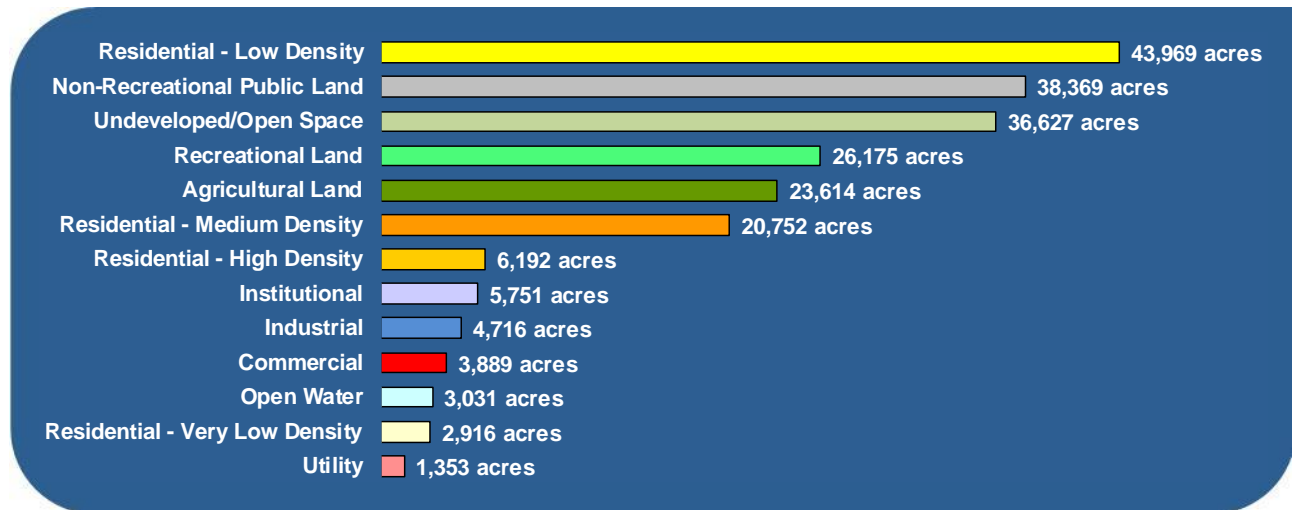 Residential - Low Density 43,969 acres
Non-Recreational Public Land 38,369 acres
Undeveloped/Open Space 36,627 acres
Recreational Land 26,175 acres
Agricultural Land 23,614 acres
Residential - Medium Density 20,752 acres
Residential - High Density 6,192 acres
Institutional 5,751 acres
Industrial 4,716 acres
Commercial 3,889 acres
Open Water 3,031 acres
Residential - Very Low Density 2,916 acres
Utility 1,353 acres